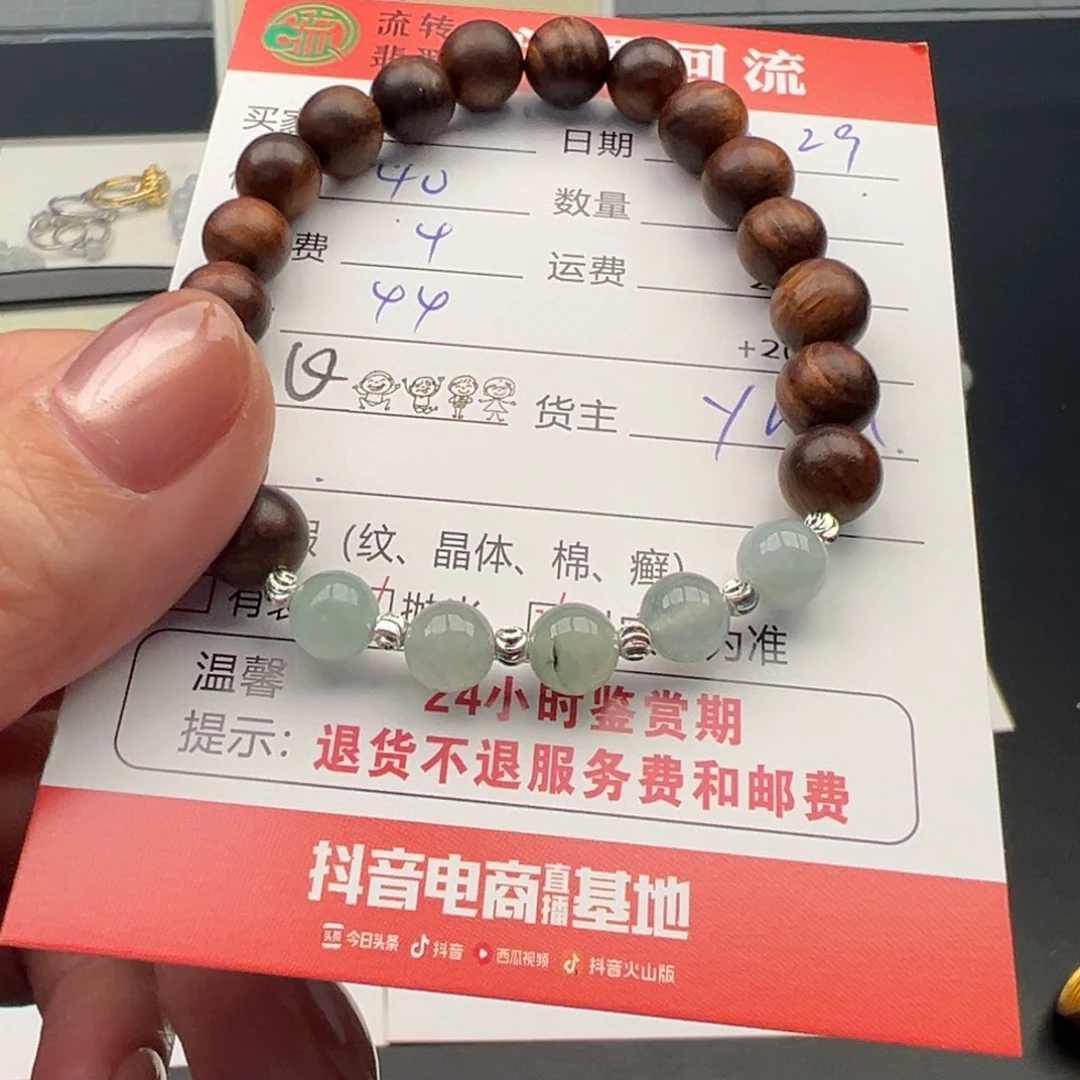 流转
河流
买家 日期 29
40 数量
费 4 运费
44
货主
(纹、晶体、棉、癣)
为准
温馨 24小时鉴赏期
提示: 退货不退服务费和邮费
抖音电商直播基地
头条 今日头条 抖音 西瓜视频 抖音火山版